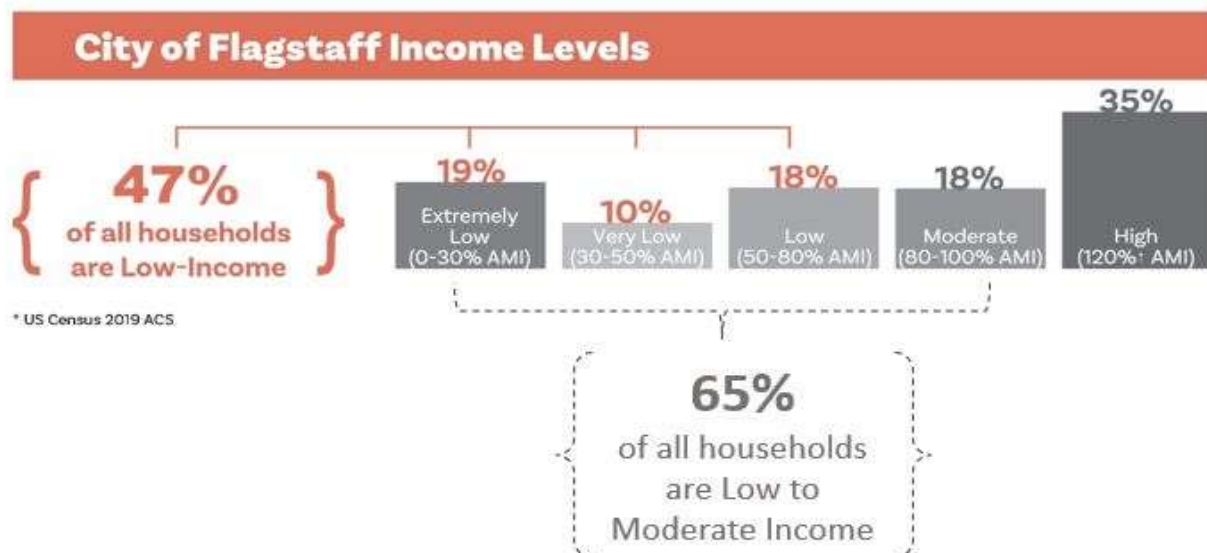 City of Flagstaff Income Levels
47%
of all households
are Low-Income
* US Census 2019 ACS
19%
Extremely
Low
(0-30% AMI)
10%
Very Low
(30-50% AMI)
18%
Low
(50-80% AMI)
18%
Moderate
(80-100% AMI)
35%
High
(120%↑ AMI)
65%
of all households
are Low to
Moderate Income